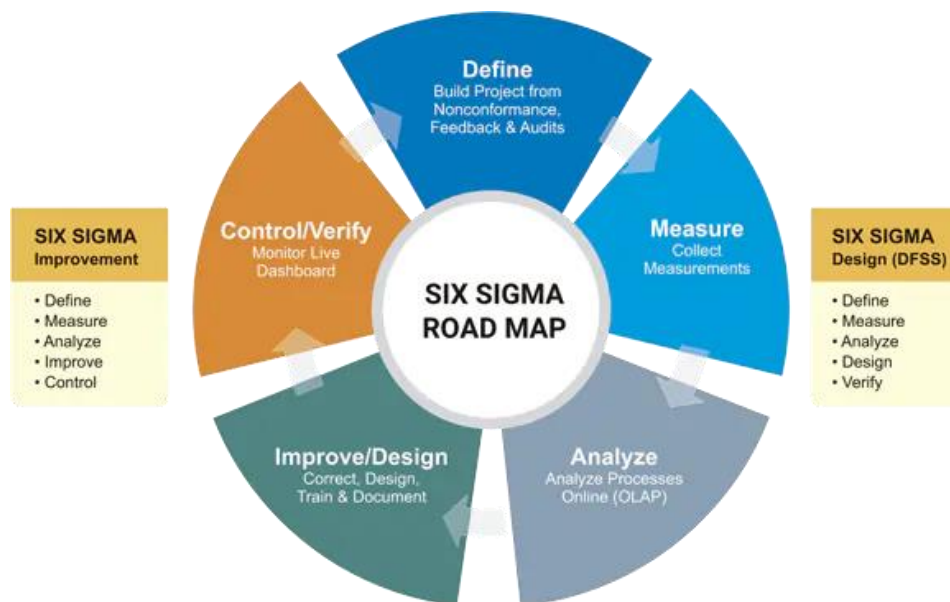 Define
Build Project from
Nonconformance,
Feedback & Audits
Control/Verify
Monitor Live
Dashboard
Measure
Collect
Measurements
SIX SIGMA
Improvement
• Define
• Measure
• Analyze
• Improve
• Control
SIX SIGMA
ROAD MAP
SIX SIGMA
Design (DFSS)
• Define
• Measure
• Analyze
• Design
• Verify
Improve/Design
Correct, Design,
Train & Document
Analyze
Analyze Processes
Online (OLAP)